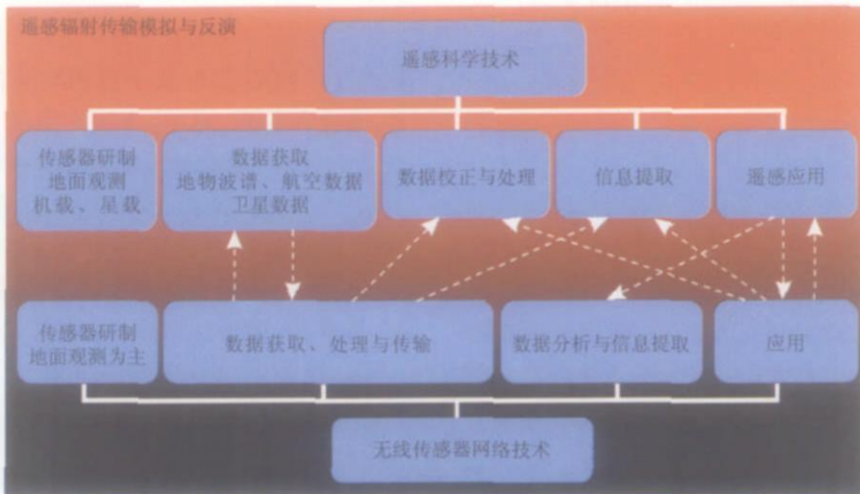 遥感辐射传输模拟与反演
遥感科学技术
传感器研制
地面观测
机载、星载
数据获取
地物波谱、航空数据
卫星数据
数据校正与处理
信息提取
遥感应用
传感器研制
地面观测为主
数据获取、处理与传输
数据分析与信息提取
应用
无线传感器网络技术